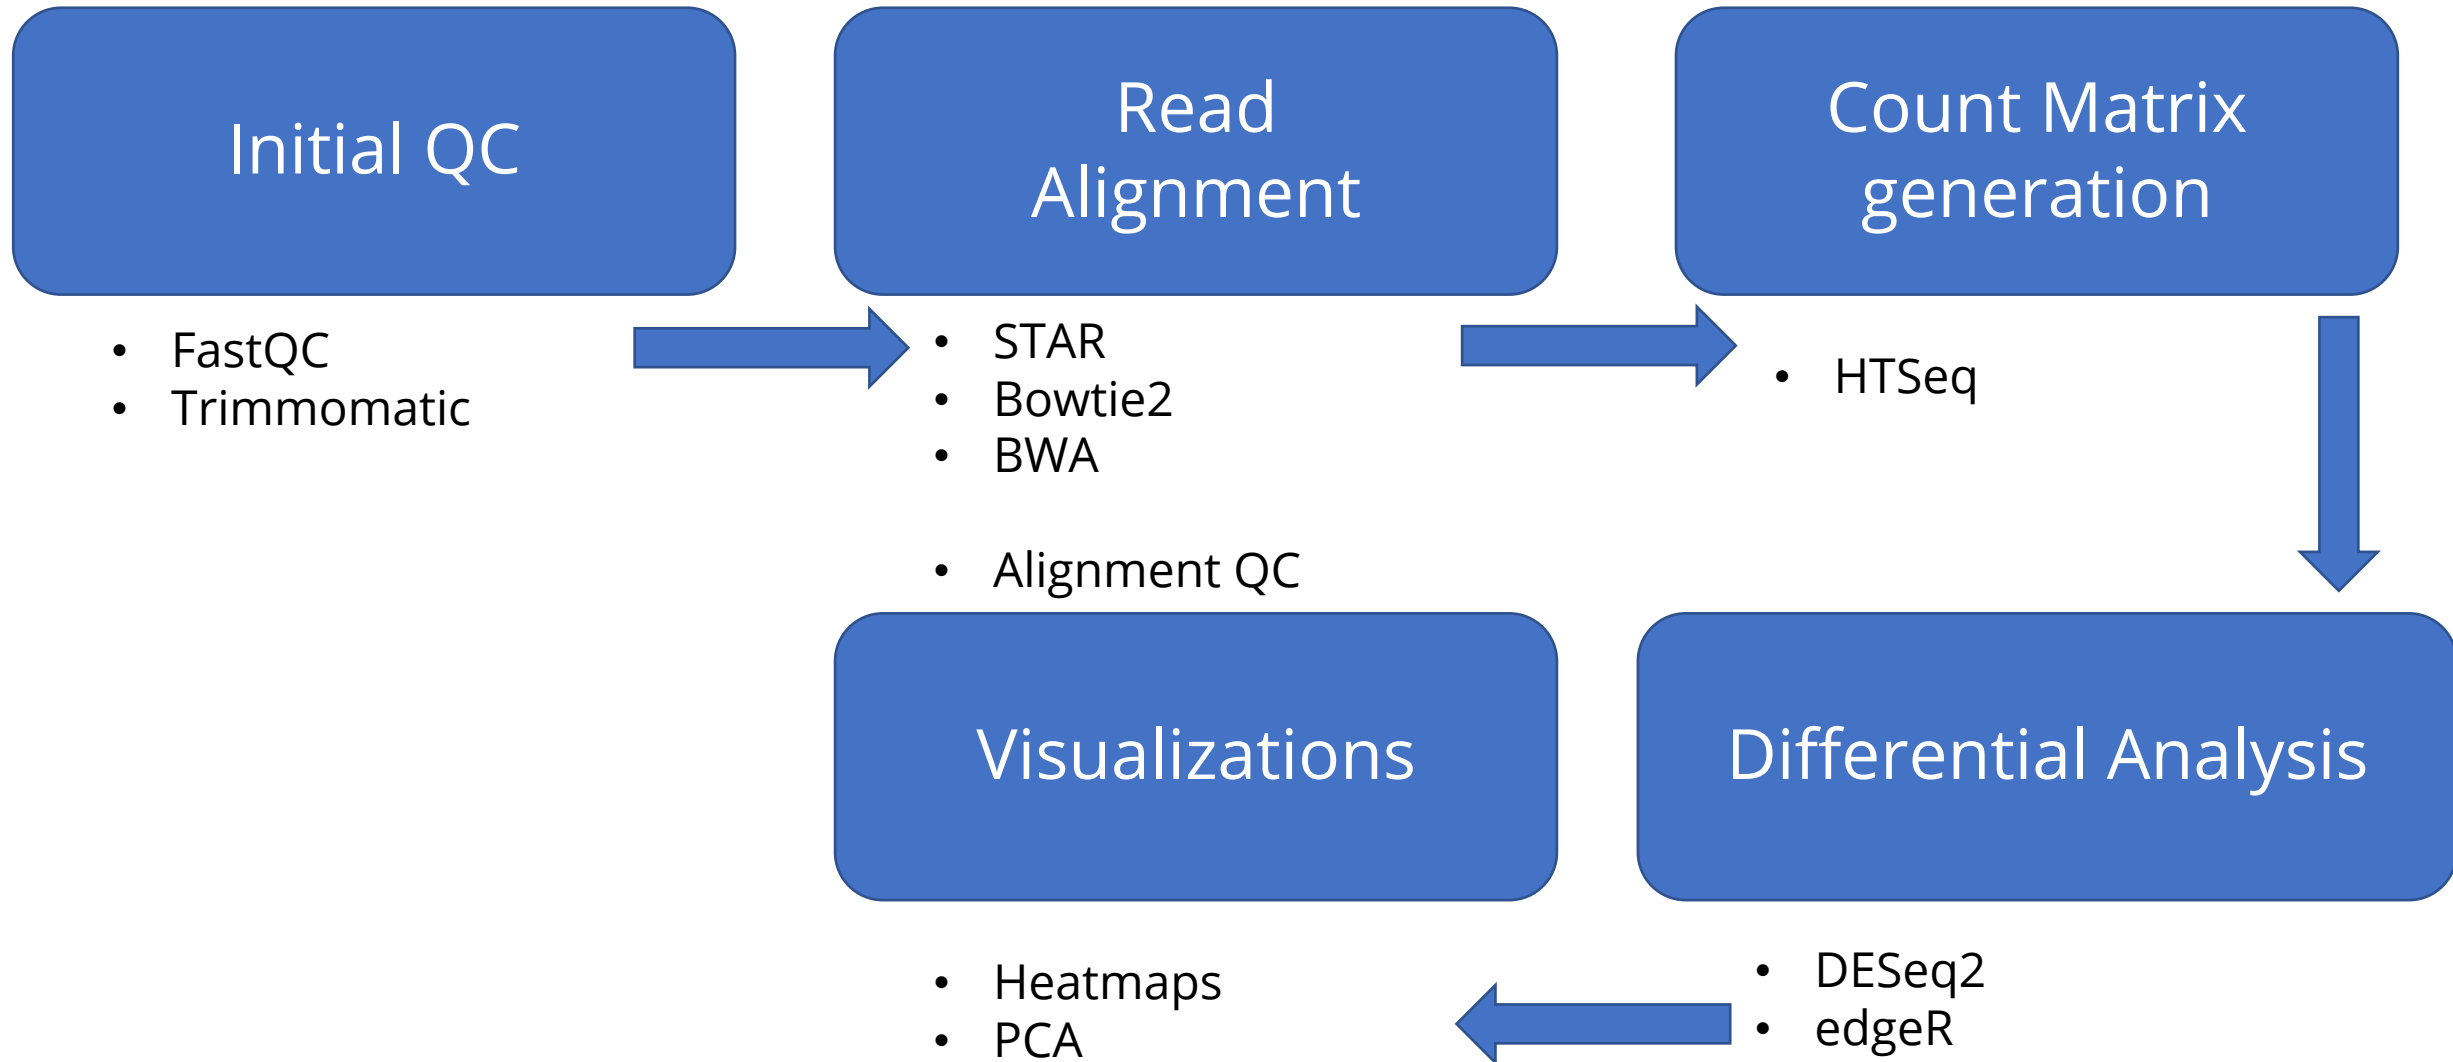 Initial QC
• FastQC
• Trimmomatic
Read
Alignment
• STAR
• Bowtie2
• BWA
• Alignment QC
Count Matrix
generation
• HTSeq
Differential Analysis
• DESeq2
• edgeR
Visualizations
• Heatmaps
• PCA